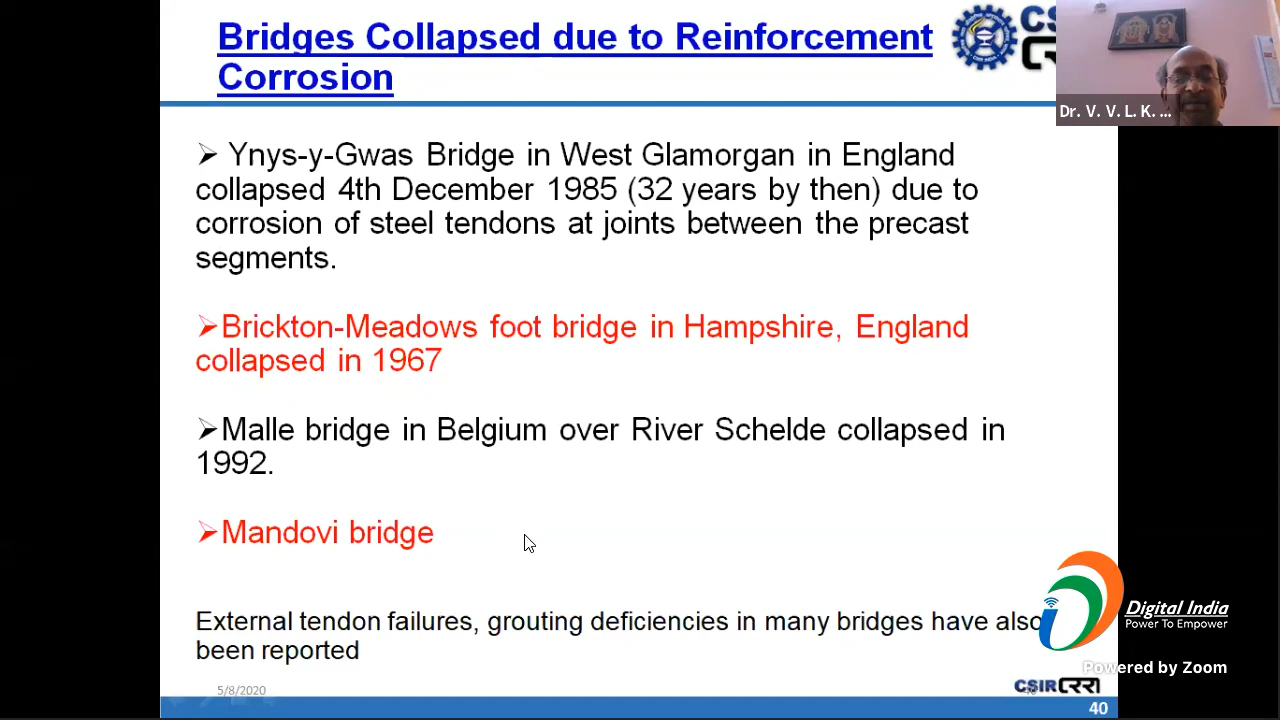 Bridges Collapsed due to Reinforcement
Corrosion
CSIR
CRRI
Dr. V. V. L. K. ...
➢ Ynys-y-Gwas Bridge in West Glamorgan in England
collapsed 4th December 1985 (32 years by then) due to
corrosion of steel tendons at joints between the precast
segments.
➢Brickton-Meadows foot bridge in Hampshire, England
collapsed in 1967
➢Malle bridge in Belgium over River Schelde collapsed in
1992.
➢Mandovi bridge
External tendon failures, grouting deficiencies in many bridges have also
been reported
Digital India
Power To Empower
Powered by Zoom
5/8/2020
CSIR CRRI
40